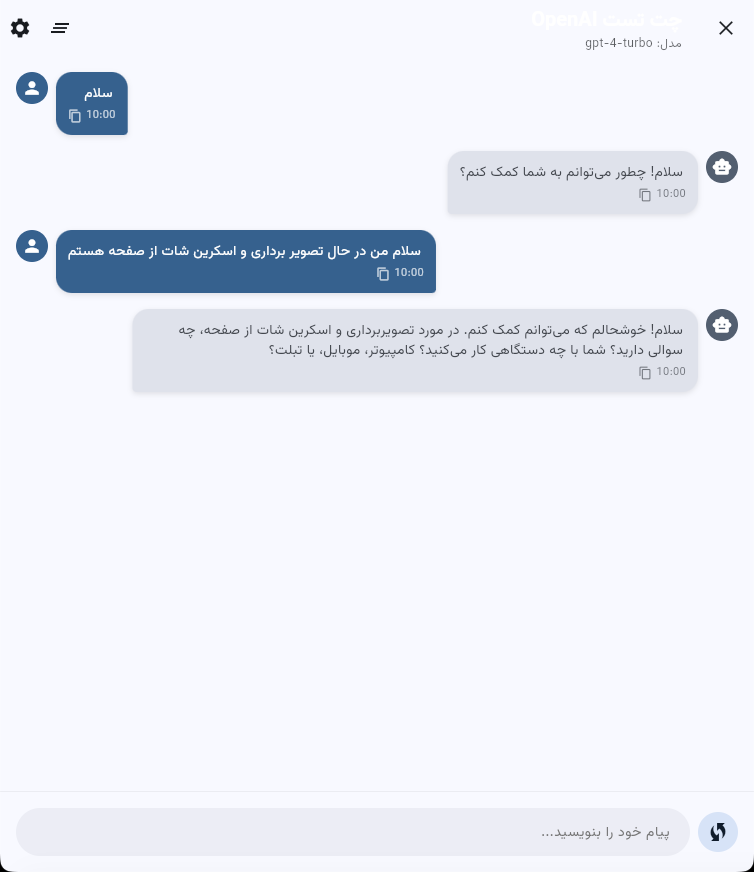 چت تست OpenAI
مدل: gpt-4-turbo
سلام
10:00
سلام! چطور می‌توانم به شما کمک کنم؟
10:00
سلام من در حال تصویر برداری و اسکرین شات از صفحه هستم
10:00
سلام! خوشحالم که می‌توانم کمک کنم. در مورد تصویربرداری و اسکرین شات از صفحه، چه
سوالی دارید؟ شما با چه دستگاهی کار می‌کنید؟ کامپیوتر، موبایل، یا تبلت؟
10:00
پیام خود را بنویسید...